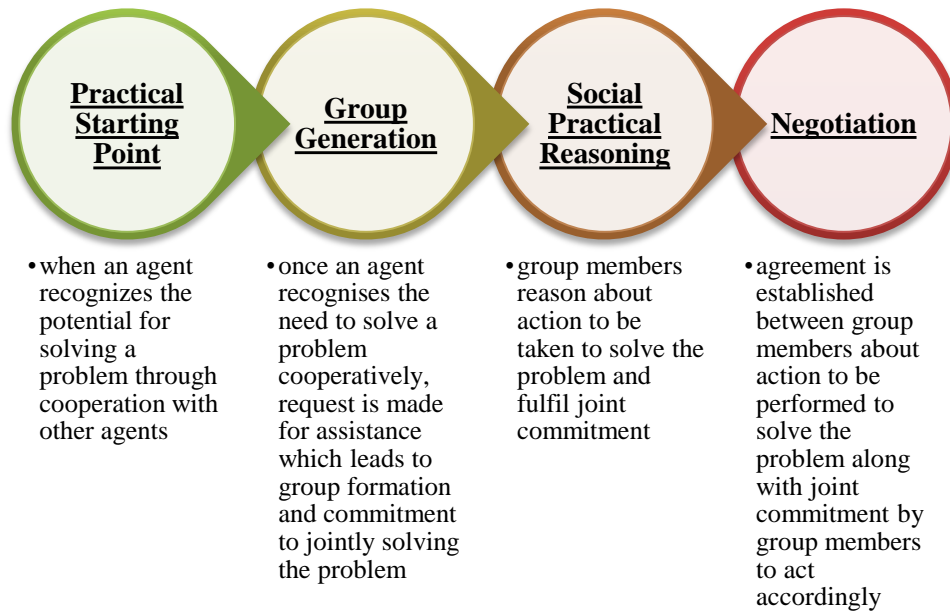 Practical
Starting
Point
Group
Generation
Social
Practical
Reasoning
Negotiation
•when an agent
recognizes the
potential for
solving a
problem through
cooperation with
other agents
•once an agent
recognises the
need to solve a
problem
cooperatively,
request is made
for assistance
which leads to
group formation
and commitment
to jointly solving
the problem
•group members
reason about
action to be
taken to solve the
problem and
fulfil joint
commitment
•agreement is
established
between group
members about
action to be
performed to
solve the
problem along
with joint
commitment by
group members
to act
accordingly